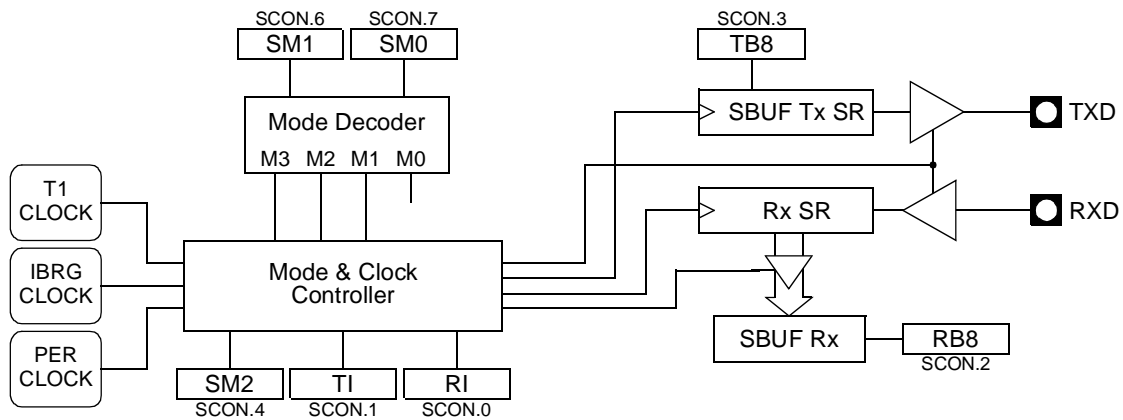 SCON.6
SCON.7
SCON.3
SM1
SM0
TB8
Mode Decoder
SBUF Tx SR
TXD
M3
M2
M1
M0
T1
CLOCK
Rx SR
RXD
IBRG
CLOCK
Mode & Clock
Controller
PER
CLOCK
SBUF Rx
RB8
SCON.2
SM2
TI
RI
SCON.4
SCON.1
SCON.0